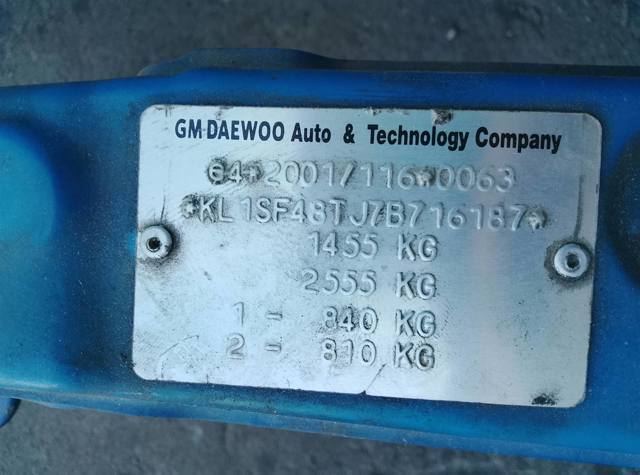 GM DAEWOO Auto & Technology Company
e4*2001/116*0063
*KL1SF48TJ7B716187*
1455 KG
2555 KG
1 = 840 KG
2 = 810 KG